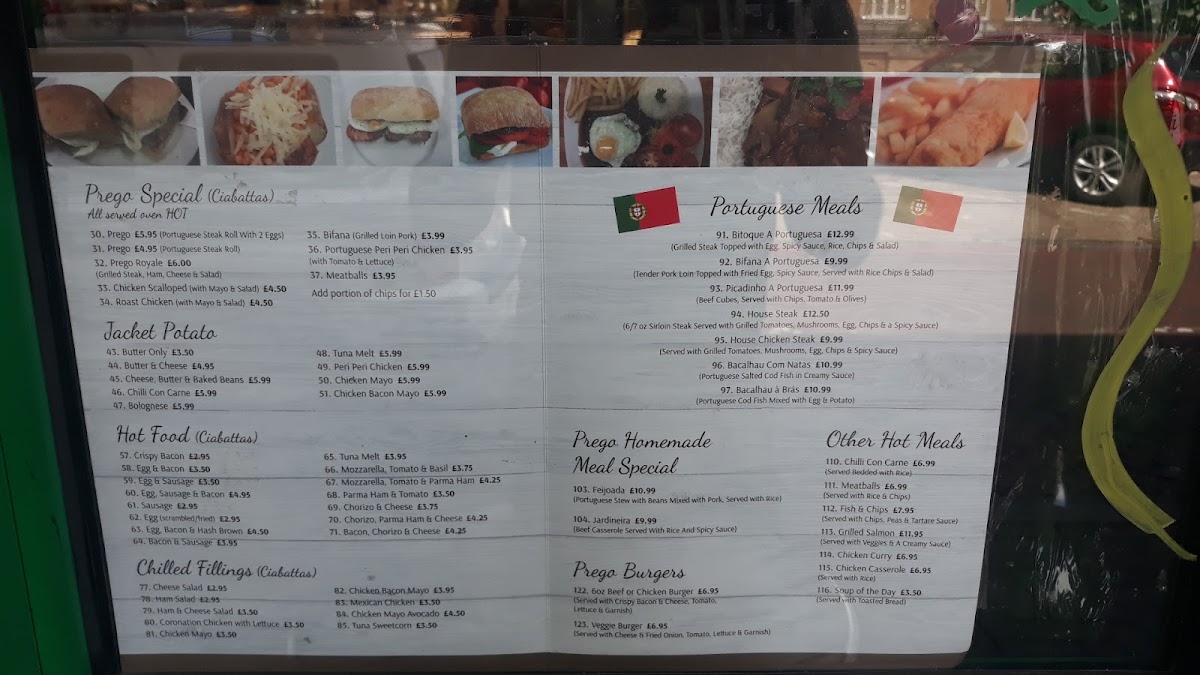 Prego Special (Ciabattas)
All served oven HOT
30. Prego £5.95 (Portuguese Steak Roll With 2 Eggs)
31. Prego £4.95 (Portuguese Steak Roll)
32. Prego Royale £6.00
(Grilled Steak, Ham, Cheese & Salad)
33. Chicken Scalloped (with Mayo & Salad) £4.50
34. Roast Chicken (with Mayo & Salad) £4.50
35. Bifana (Grilled Loin Pork) £3.99
36. Portuguese Peri Peri Chicken £3.95
(with Tomato & Lettuce)
37. Meatballs £3.95
Add portion of chips for £1.50
Jacket Potato
43. Butter Only £3.50
44. Butter & Cheese £4.95
45. Cheese, Butter & Baked Beans £5.99
46. Chilli Con Carne £5.99
47. Bolognese £5.99
48. Tuna Melt £5.99
49. Peri Peri Chicken £5.99
50. Chicken Mayo £5.99
51. Chicken Bacon Mayo £5.99
Hot Food (Ciabattas)
57. Crispy Bacon £2.95
58. Egg & Bacon £3.50
59. Egg & Sausage £3.50
60. Egg, Sausage & Bacon £4.95
61. Sausage £2.95
62. Egg (scrambled/fried) £2.95
63. Egg, Bacon & Hash Brown £4.50
64. Bacon & Sausage £3.95
65. Tuna Melt £3.95
66. Mozzarella, Tomato & Basil £3.75
67. Mozzarella, Tomato & Parma Ham £4.25
68. Parma Ham & Tomato £3.50
69. Chorizo & Cheese £3.75
70. Chorizo, Parma Ham & Cheese £4.25
71. Bacon, Chorizo & Cheese £4.25
Chilled Fillings (Ciabattas)
77. Cheese Salad £2.95
78. Ham Salad £2.95
79. Ham & Cheese Salad £3.50
80. Coronation Chicken with Lettuce £3.50
81. Chicken Mayo £3.50
82. Chicken Bacon Mayo £3.95
83. Mexican Chicken £3.50
84. Chicken Mayo Avocado £4.50
85. Tuna Sweetcorn £3.50
Portuguese Meals
91. Bitoque A Portuguesa £12.99
(Grilled Steak Topped with Egg, Spicy Sauce, Rice, Chips & Salad)
92. Bifana A Portuguesa £9.99
(Tender Pork Loin Topped with Fried Egg, Spicy Sauce, Served with Rice Chips & Salad)
93. Picadinho A Portuguesa £11.99
(Beef Cubes, Served with Chips, Tomato & Olives)
94. House Steak £12.50
(6/7 oz Sirloin Steak Served with Grilled Tomatoes, Mushrooms, Egg, Chips & a Spicy Sauce)
95. House Chicken Steak £9.99
(Served with Grilled Tomatoes, Mushrooms, Egg, Chips & Spicy Sauce)
96. Bacalhau Com Natas £10.99
(Portuguese Salted Cod Fish in Creamy Sauce)
97. Bacalhau à Brás £10.99
(Portuguese Cod Fish Mixed with Egg & Potato)
Prego Homemade
Meal Special
103. Feijoada £10.99
(Portuguese Stew with Beans Mixed with Pork, Served with Rice)
104. Jardineira £9.99
(Beef Casserole Served With Rice And Spicy Sauce)
Prego Burgers
122. 6oz Beef or Chicken Burger £6.95
(Served with Crispy Bacon & Cheese, Tomato,
Lettuce & Garnish)
123. Veggie Burger £6.95
(Served with Cheese & Fried Onion, Tomato, Lettuce & Garnish)
Other Hot Meals
110. Chilli Con Carne £6.99
(Served Bedded with Rice)
111. Meatballs £6.99
(Served with Rice & Chips)
112. Fish & Chips £7.95
(Served with Chips, Peas & Tartare Sauce)
113. Grilled Salmon £11.95
(Served with Veggies & A Creamy Sauce)
114. Chicken Curry £6.95
115. Chicken Casserole £6.95
(Served with Rice)
116. Soup of the Day £3.50
(Served with Toasted Bread)